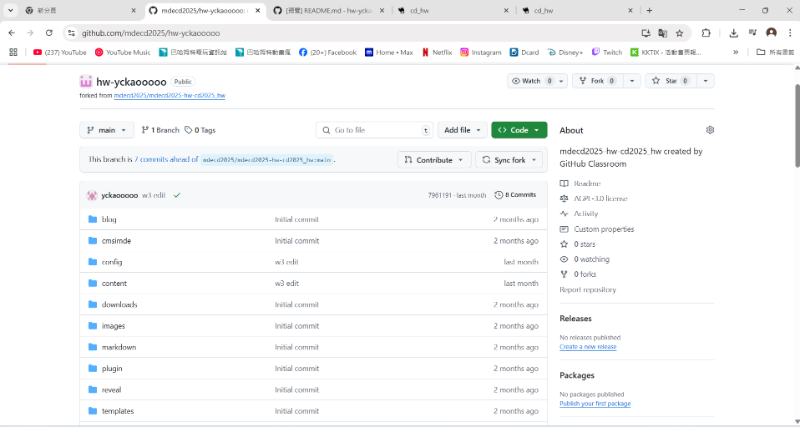 新分頁
mdecd2025/hw-yckaooooo:
[預覽] README.md - hw-ycka
cd_hw
cd_hw
github.com/mdecd2025/hw-yckaooooo
(237) YouTube
YouTube Music
巴哈姆特電玩資訊站
巴哈姆特動畫瘋
(20+) Facebook
Home • Max
Netflix
Instagram
Dcard
Disney+
Twitch
KKTIX - 活動售票報...
hw-yckaooooo
Public
Watch 0
Fork 0
Star 0
forked from mdecd2025/mdecd2025-hw-cd2025_hw
main
1 Branch
0 Tags
Go to file
t
Add file
Code
This branch is 7 commits ahead of mdecd2025/mdecd2025-hw-cd2025_hw:main.
Contribute
Sync fork
yckaooooo w3 edit
7961191 · last month
8 Commits
blog Initial commit 2 months ago
cmsimde Initial commit 2 months ago
config w3 edit last month
content w3 edit last month
downloads Initial commit 2 months ago
images Initial commit 2 months ago
markdown Initial commit 2 months ago
plugin Initial commit 2 months ago
reveal Initial commit 2 months ago
templates Initial commit 2 months ago
About
mdecd2025-hw-cd2025_hw created by
GitHub Classroom
Readme
AGPL-3.0 license
Activity
Custom properties
0 stars
0 watching
0 forks
Report repository
Releases
No releases published
Create a new release
Packages
No packages published
Publish your first package